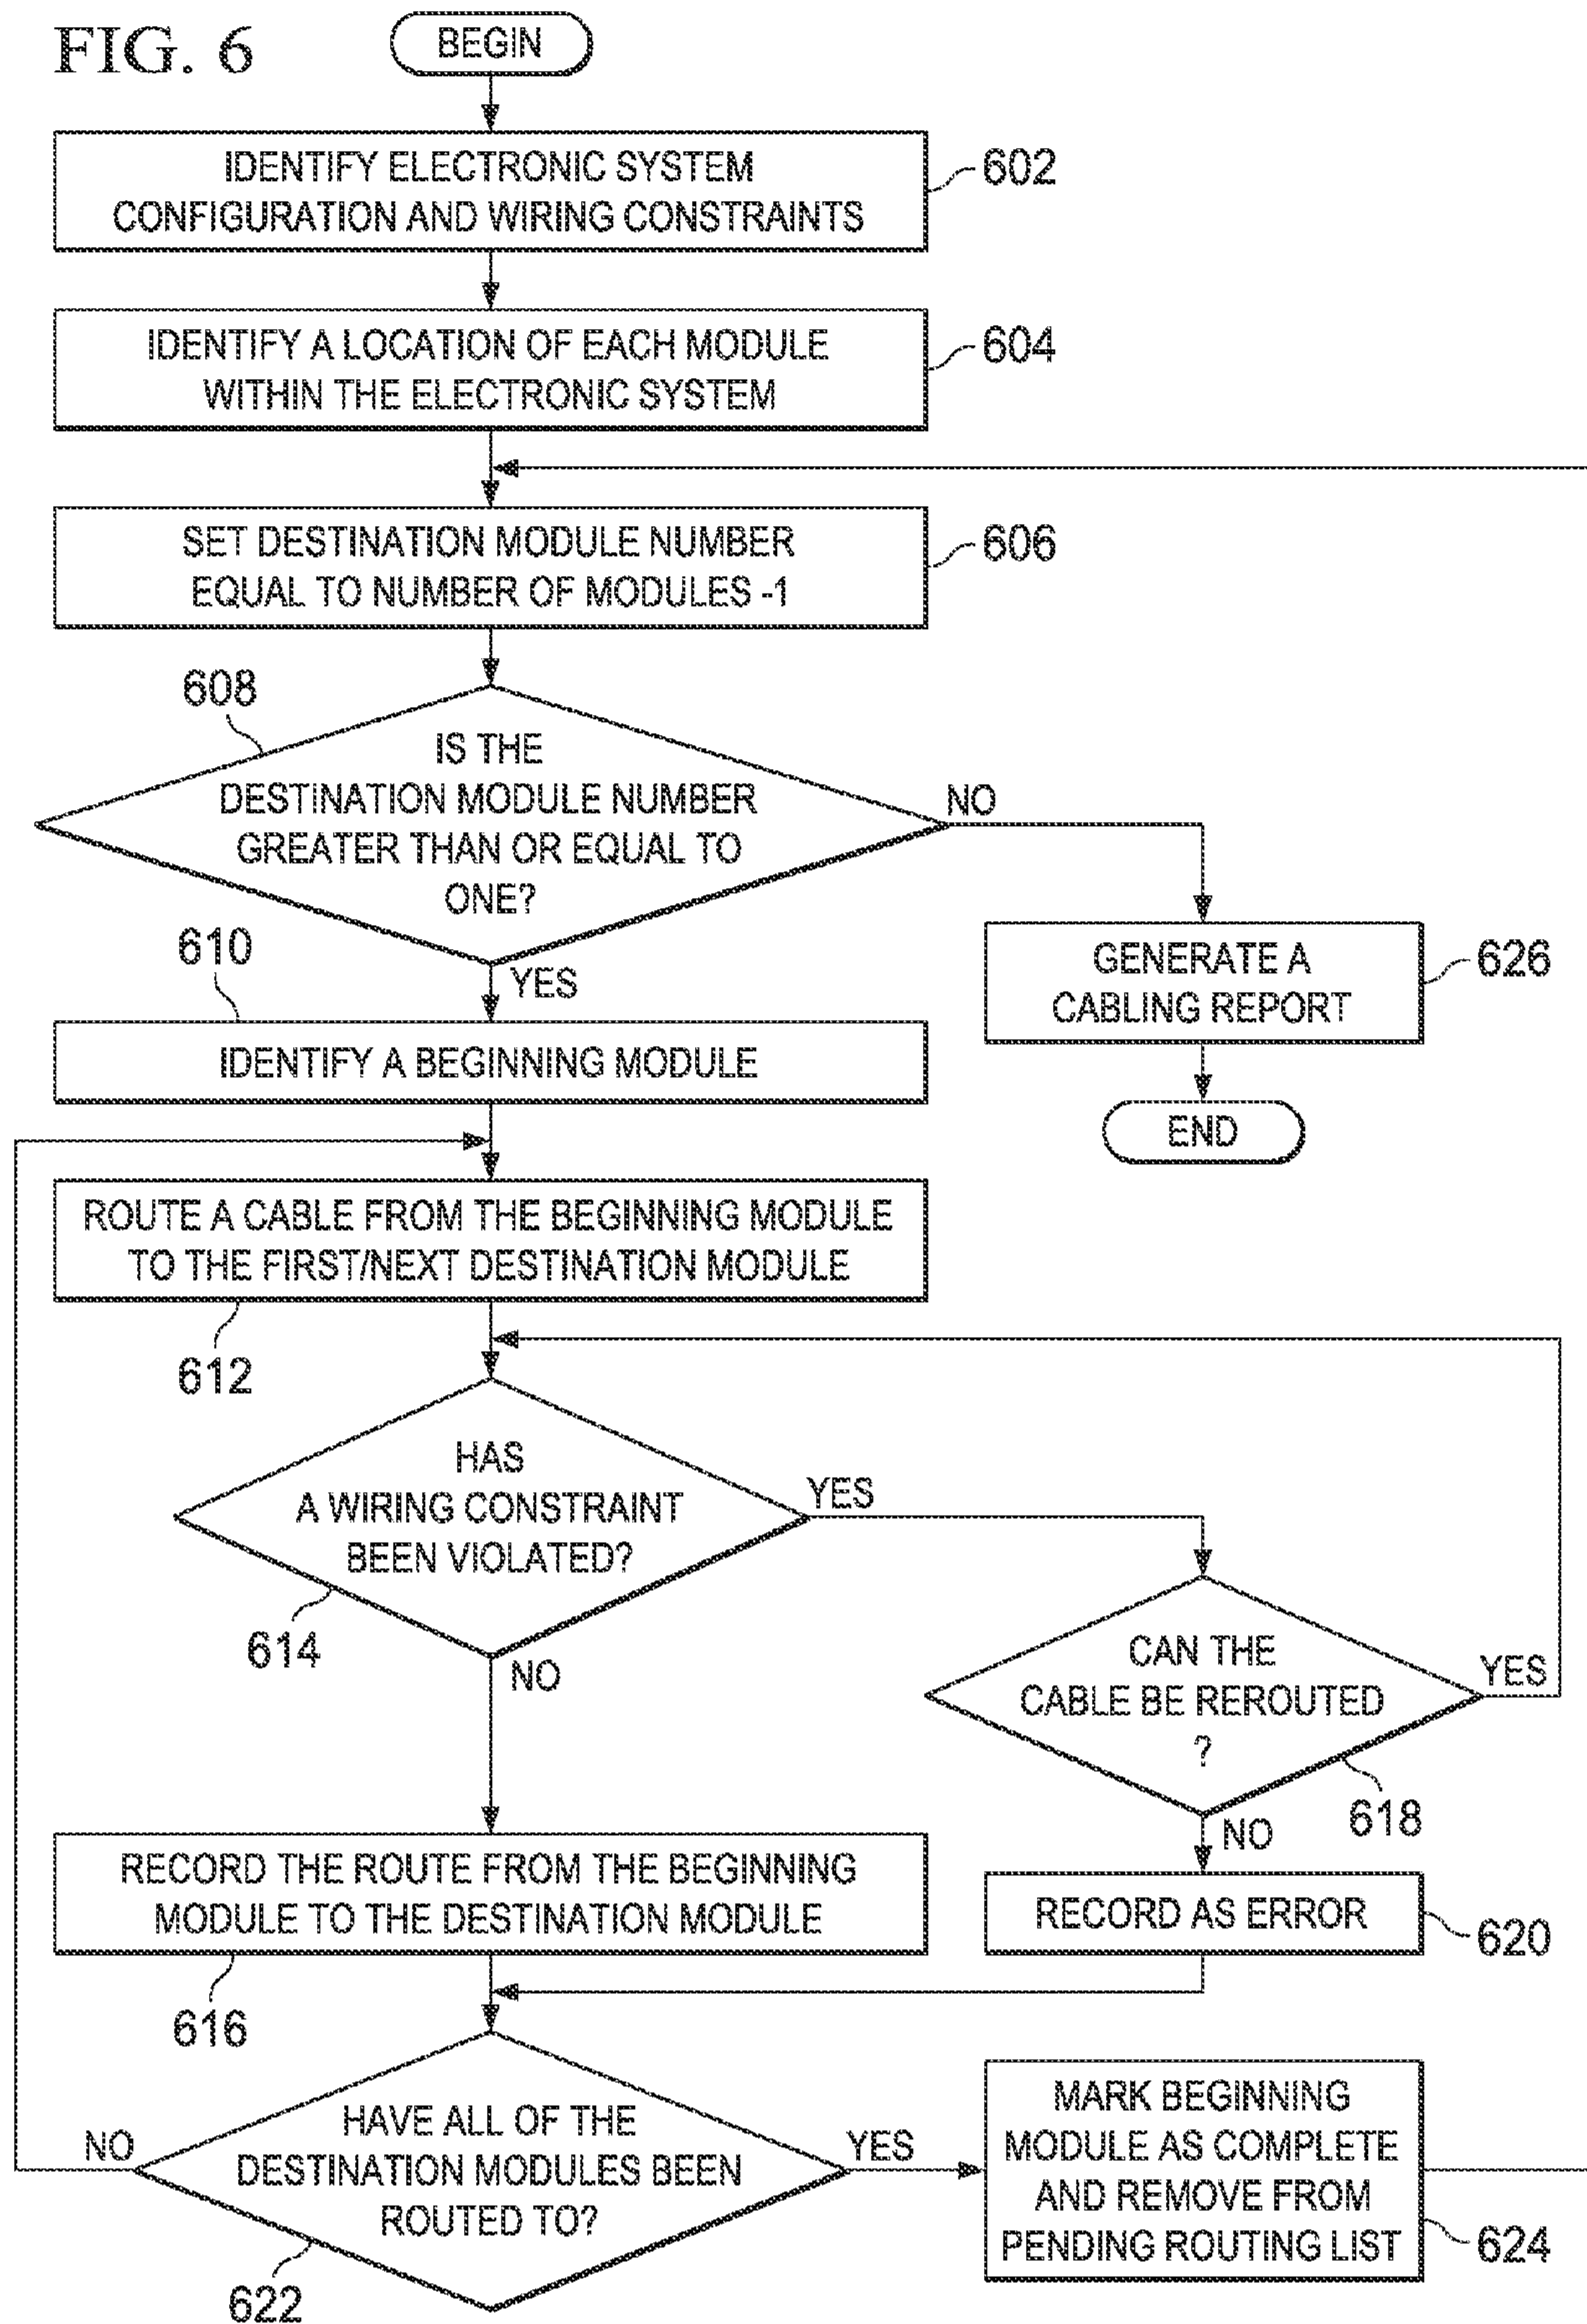 FIG. 6
BEGIN
IDENTIFY ELECTRONIC SYSTEM
CONFIGURATION AND WIRING CONSTRAINTS
602
IDENTIFY A LOCATION OF EACH MODULE
WITHIN THE ELECTRONIC SYSTEM
604
SET DESTINATION MODULE NUMBER
EQUAL TO NUMBER OF MODULES -1
606
608
IS THE
DESTINATION MODULE NUMBER
GREATER THAN OR EQUAL TO
ONE?
NO
YES
610
IDENTIFY A BEGINNING MODULE
GENERATE A
CABLING REPORT
626
END
ROUTE A CABLE FROM THE BEGINNING MODULE
TO THE FIRST/NEXT DESTINATION MODULE
612
HAS
A WIRING CONSTRAINT
BEEN VIOLATED?
YES
614
NO
CAN THE
CABLE BE REROUTED
?
YES
618
NO
RECORD THE ROUTE FROM THE BEGINNING
MODULE TO THE DESTINATION MODULE
616
RECORD AS ERROR
620
HAVE ALL OF THE
DESTINATION MODULES BEEN
ROUTED TO?
NO
YES
622
MARK BEGINNING
MODULE AS COMPLETE
AND REMOVE FROM
PENDING ROUTING LIST
624